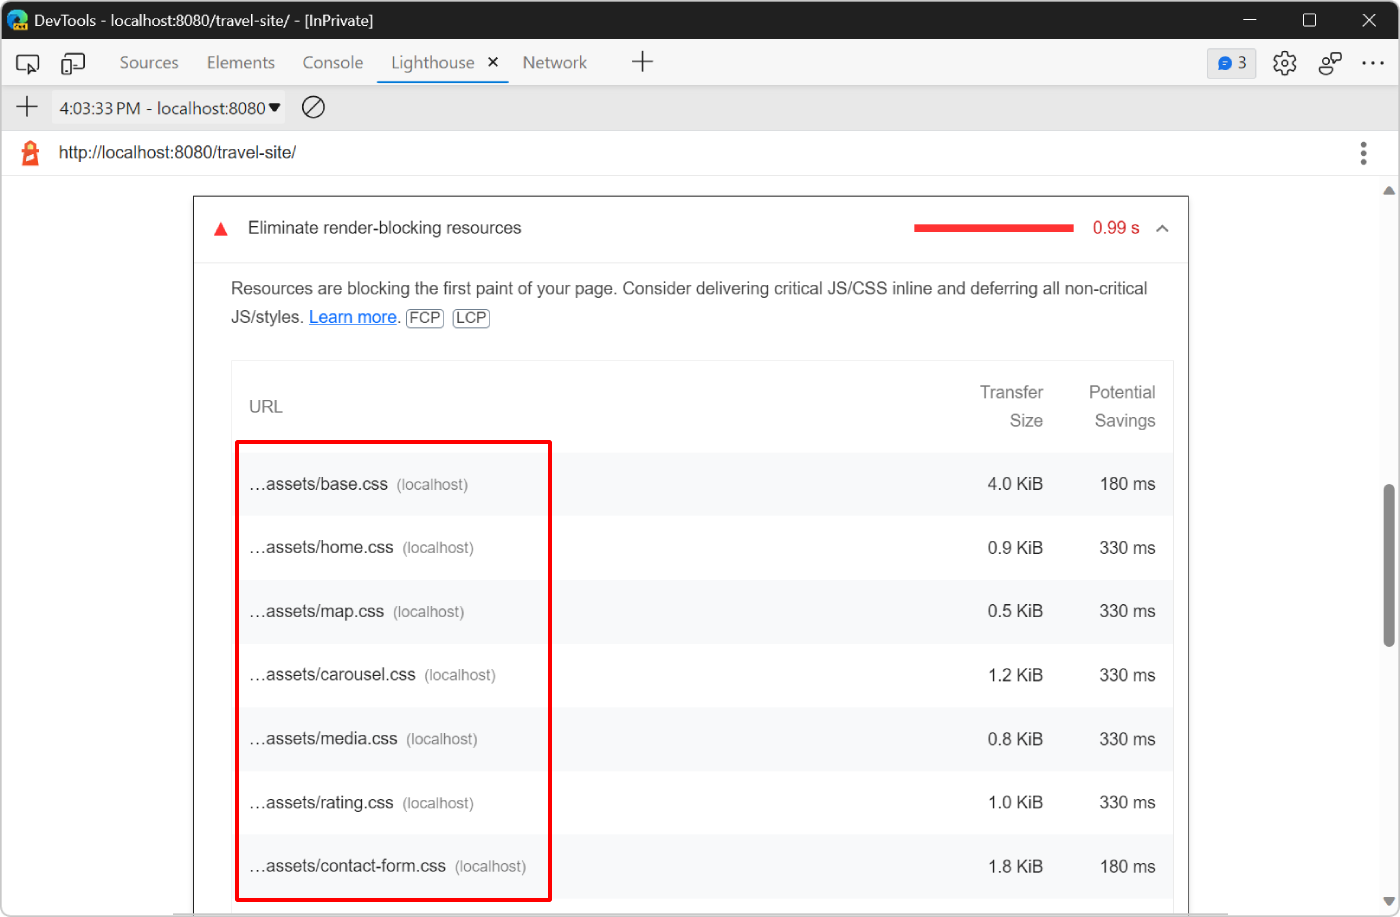 DevTools - localhost:8080/travel-site/ - [InPrivate]
Sources Elements Console Lighthouse Network 3
4:03:33 PM - localhost:8080
http://localhost:8080/travel-site/
Eliminate render-blocking resources 0.99 s
Resources are blocking the first paint of your page. Consider delivering critical JS/CSS inline and deferring all non-critical
JS/styles. Learn more. FCP LCP
URL Transfer Size Potential Savings
...assets/base.css (localhost) 4.0 KiB 180 ms
...assets/home.css (localhost) 0.9 KiB 330 ms
...assets/map.css (localhost) 0.5 KiB 330 ms
...assets/carousel.css (localhost) 1.2 KiB 330 ms
...assets/media.css (localhost) 0.8 KiB 330 ms
...assets/rating.css (localhost) 1.0 KiB 330 ms
...assets/contact-form.css (localhost) 1.8 KiB 180 ms